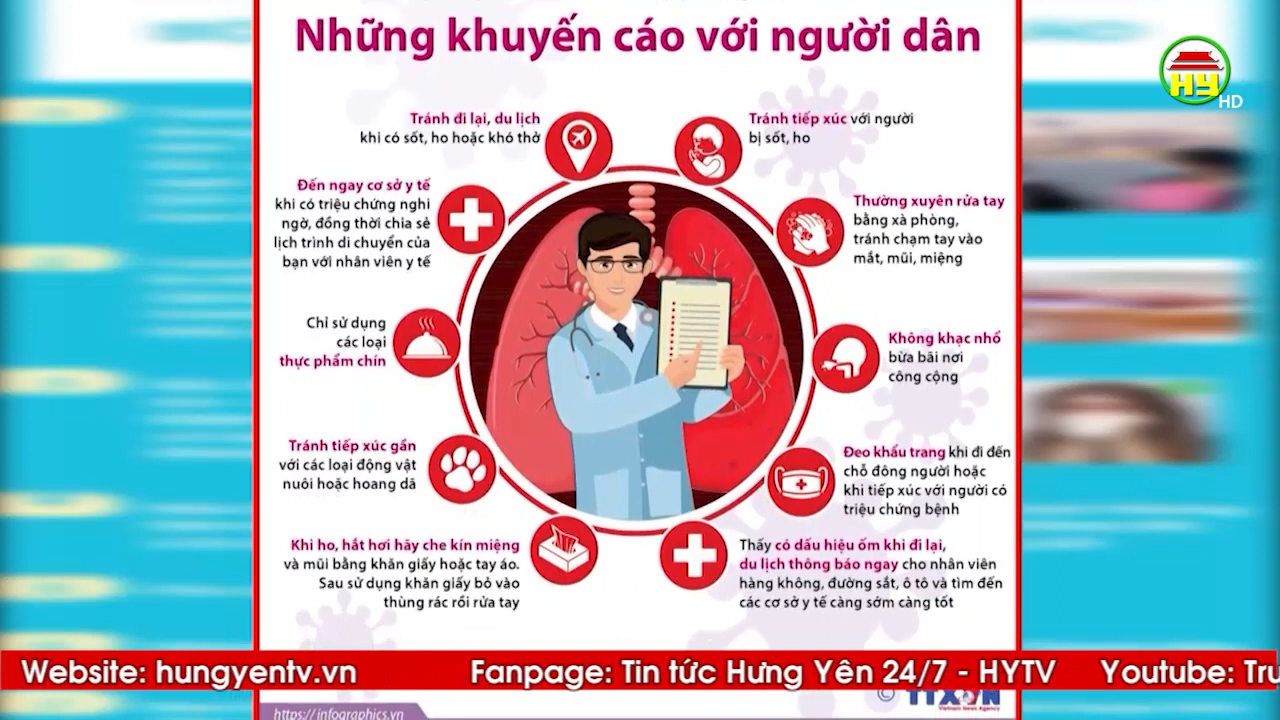 Những khuyến cáo với người dân
HY
HD
Tránh đi lại, du lịch
khi có sốt, ho hoặc khó thở
Tránh tiếp xúc với người
bị sốt, ho
Đến ngay cơ sở y tế
khi có triệu chứng nghi
ngờ, đồng thời chia sẻ
lịch trình di chuyển của
bạn với nhân viên y tế
Thường xuyên rửa tay
bằng xà phòng,
tránh chạm tay vào
mắt, mũi, miệng
Chỉ sử dụng
các loại
thực phẩm chín
Không khạc nhổ
bừa bãi nơi
công cộng
Tránh tiếp xúc gần
với các loại động vật
nuôi hoặc hoang dã
Đeo khẩu trang khi đi đến
chỗ đông người hoặc
khi tiếp xúc với người có
triệu chứng bệnh
Khi ho, hắt hơi hãy che kín miệng
và mũi bằng khăn giấy hoặc tay áo.
Sau sử dụng khăn giấy bỏ vào
thùng rác rồi rửa tay
Thấy có dấu hiệu ốm khi đi lại,
du lịch thông báo ngay cho nhân viên
hàng không, đường sắt, ô tô và tìm đến
các cơ sở y tế càng sớm càng tốt
Website: hungyentv.vn Fanpage: Tin tức Hưng Yên 24/7 - HYTV Youtube:
https://infographics.vn
© TTXVN
Vietnam News Agency